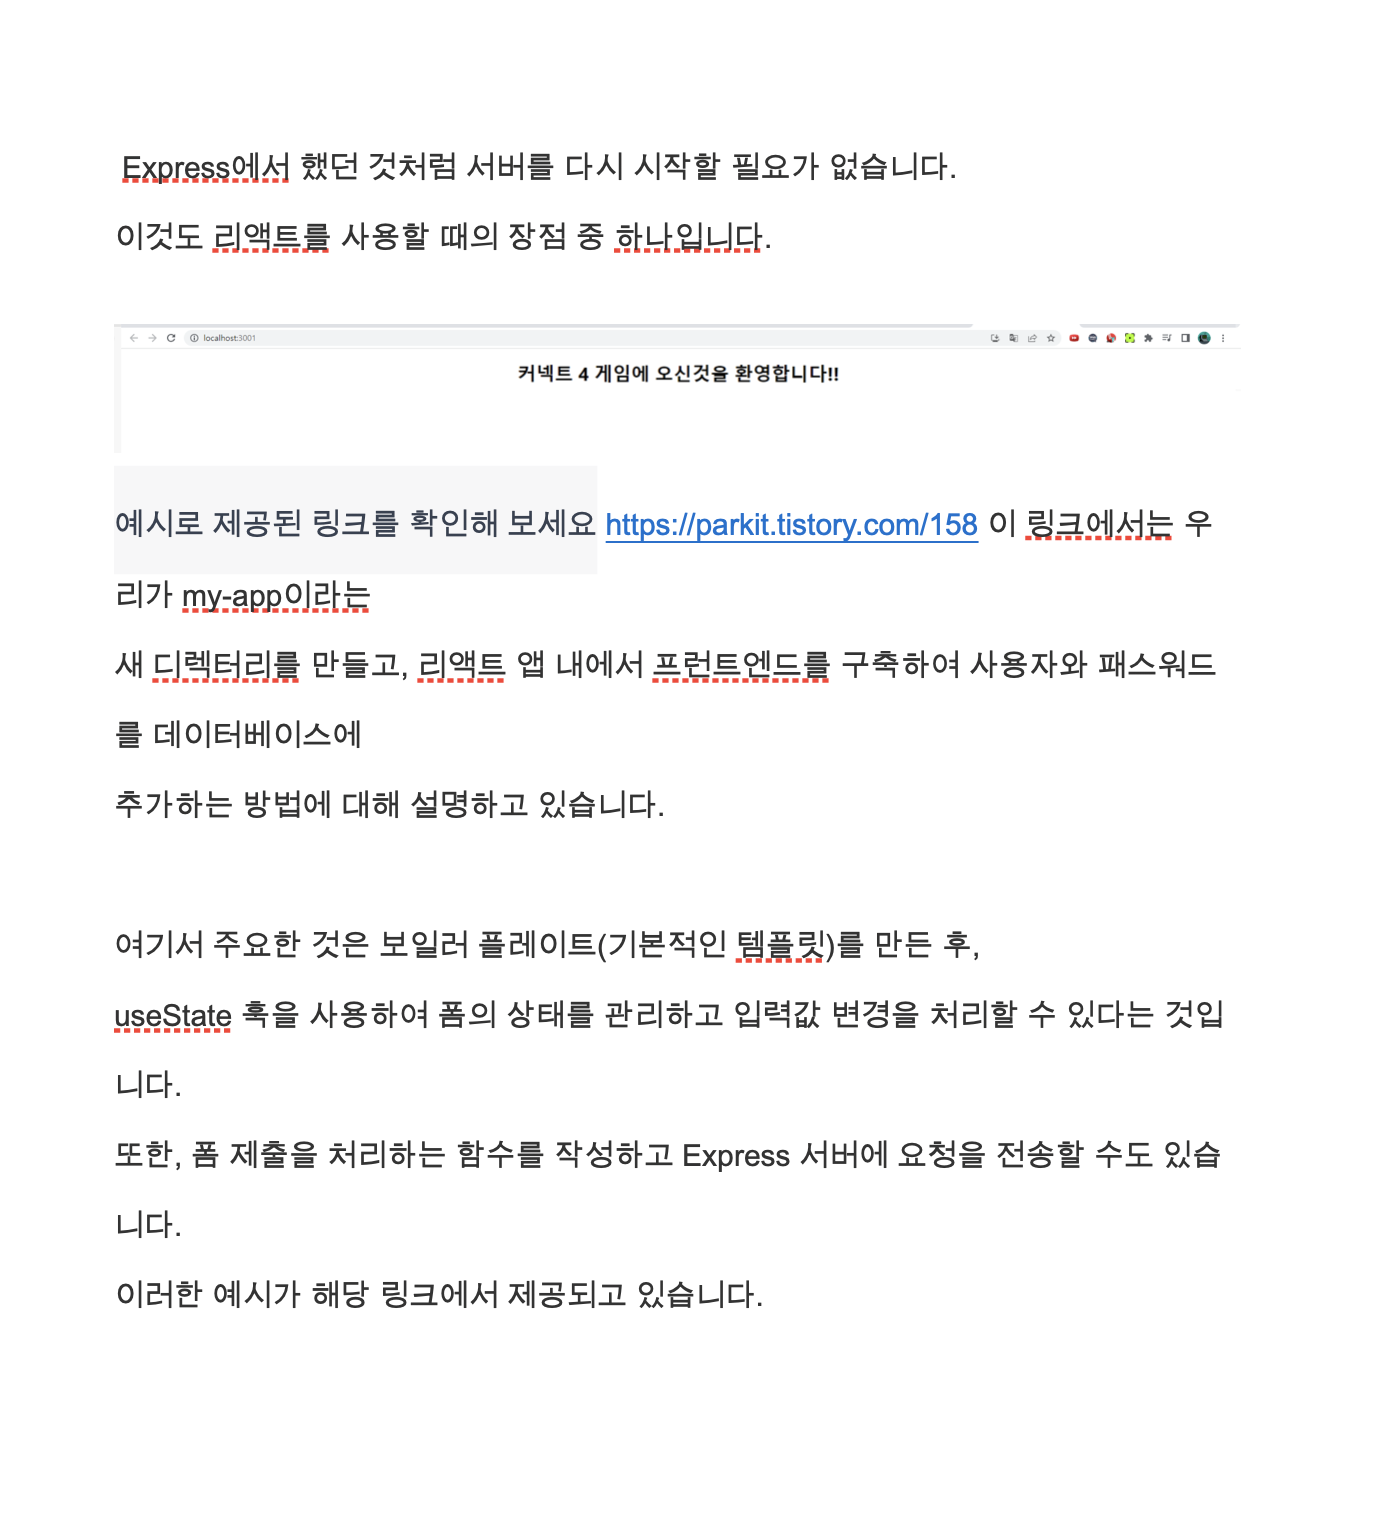 Express에서 했던 것처럼 서버를 다시 시작할 필요가 없습니다.
이것도 리액트를 사용할 때의 장점 중 하나입니다.
localhost:3001
커넥트 4 게임에 오신것을 환영합니다!!
예시로 제공된 링크를 확인해 보세요 https://parkit.tistory.com/158 이 링크에서는 우
리가 my-app이라는
새 디렉터리를 만들고, 리액트 앱 내에서 프런트엔드를 구축하여 사용자와 패스워드
를 데이터베이스에
추가하는 방법에 대해 설명하고 있습니다.
여기서 주요한 것은 보일러 플레이트(기본적인 템플릿)를 만든 후,
useState 훅을 사용하여 폼의 상태를 관리하고 입력값 변경을 처리할 수 있다는 것입
니다.
또한, 폼 제출을 처리하는 함수를 작성하고 Express 서버에 요청을 전송할 수도 있습
니다.
이러한 예시가 해당 링크에서 제공되고 있습니다.